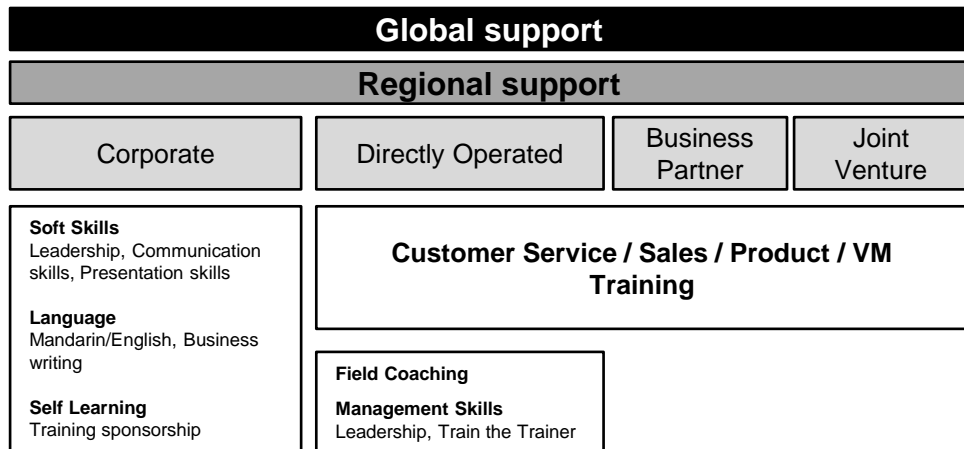 Global support
Regional support
Corporate
Directly Operated
Business
Partner
Joint
Venture
Soft Skills
Leadership, Communication
skills, Presentation skills
Language
Mandarin/English, Business
writing
Self Learning
Training sponsorship
Customer Service / Sales / Product / VM
Training
Field Coaching
Management Skills
Leadership, Train the Trainer